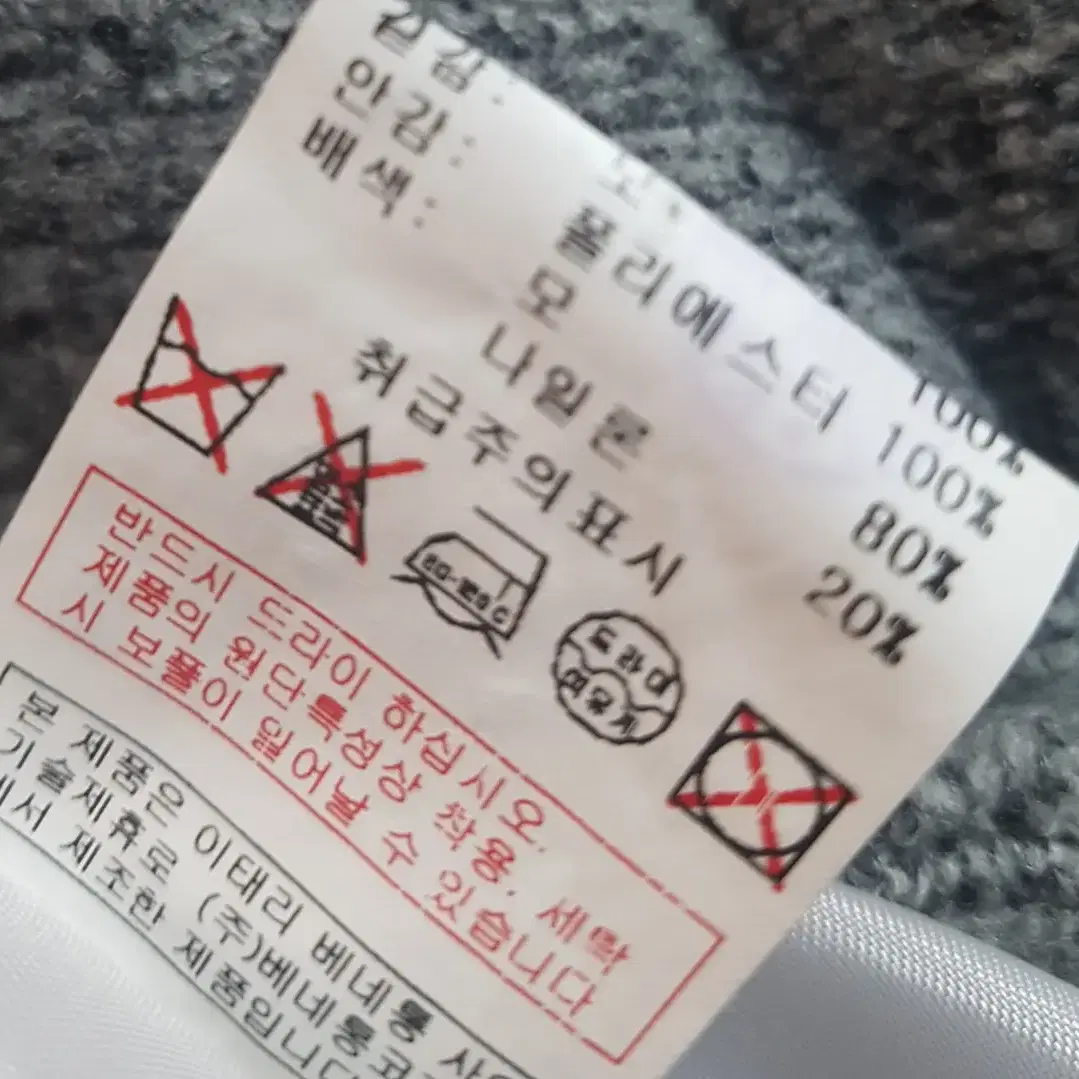 겉감: 모. 100%
안감: 폴리에스터 100%
배색: 모 80%
나일론 20%
취급주의표시
드라이
반드시 드라이 하십시오.
제품의 원단특성상 착용, 세탁
시 보풀이 일어날 수 있습니다
본 제품은 이태리 베네통
기술제휴로 (주)베네통코
에서 제조한 제품입니